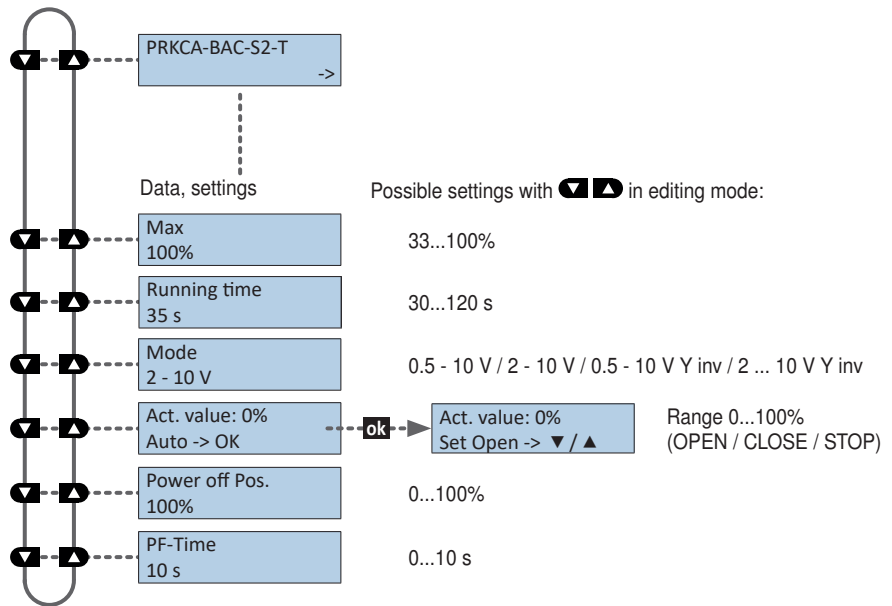 PRKCA-BAC-S2-T
->
Data, settings
Possible settings with ▼ ▲ in editing mode:
Max
100%
33...100%
Running time
35 s
30...120 s
Mode
2 - 10 V
0.5 - 10 V / 2 - 10 V / 0.5 - 10 V Y inv / 2 ... 10 V Y inv
Act. value: 0%
Auto -> OK
ok
Act. value: 0%
Set Open -> ▼ / ▲
Range 0...100%
(OPEN / CLOSE / STOP)
Power off Pos.
100%
0...100%
PF-Time
10 s
0...10 s